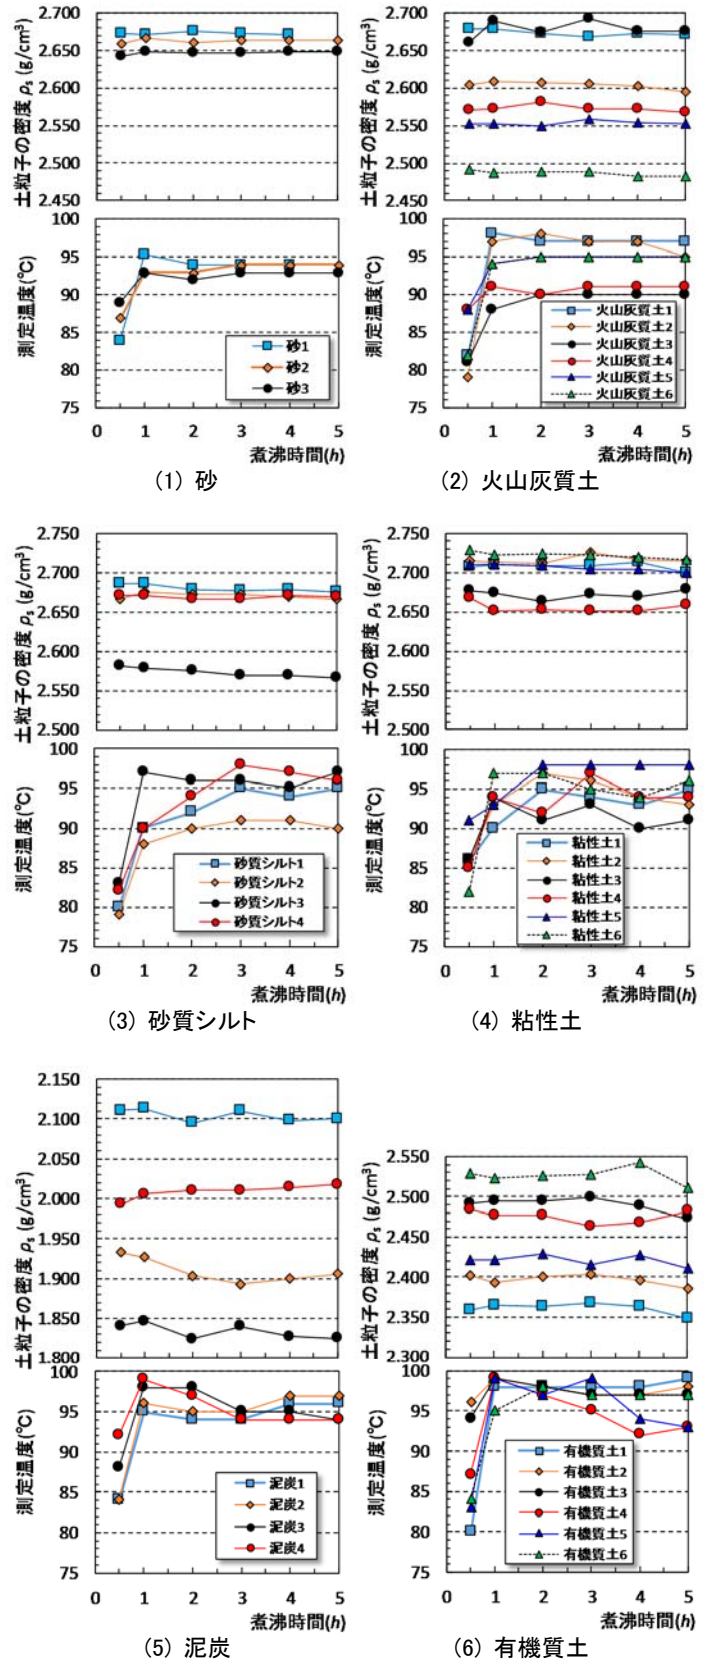 土粒子の密度 ρs (g/cm³)
2.700
2.650
2.600
2.550
2.500
2.450
測定温度(℃)
100
95
90
85
80
75
砂1
砂2
砂3
0 1 2 3 4 5
煮沸時間(h)
(1) 砂
土粒子の密度 ρs (g/cm³)
2.700
2.650
2.600
2.550
2.500
2.450
測定温度(℃)
100
95
90
85
80
75
火山灰質土1
火山灰質土2
火山灰質土3
火山灰質土4
火山灰質土5
火山灰質土6
0 1 2 3 4 5
煮沸時間(h)
(2) 火山灰質土
土粒子の密度 ρs (g/cm³)
2.750
2.700
2.650
2.600
2.550
2.500
測定温度(℃)
100
95
90
85
80
75
砂質シルト1
砂質シルト2
砂質シルト3
砂質シルト4
0 1 2 3 4 5
煮沸時間(h)
(3) 砂質シルト
土粒子の密度 ρs (g/cm³)
2.750
2.700
2.650
2.600
2.550
2.500
測定温度(℃)
100
95
90
85
80
75
粘性土1
粘性土2
粘性土3
粘性土4
粘性土5
粘性土6
0 1 2 3 4 5
煮沸時間(h)
(4) 粘性土
土粒子の密度 ρs (g/cm³)
2.150
2.100
2.050
2.000
1.950
1.900
1.850
1.800
測定温度(℃)
100
95
90
85
80
75
泥炭1
泥炭2
泥炭3
泥炭4
0 1 2 3 4 5
煮沸時間(h)
(5) 泥炭
土粒子の密度 ρs (g/cm³)
2.550
2.500
2.450
2.400
2.350
2.300
測定温度(℃)
100
95
90
85
80
75
有機質土1
有機質土2
有機質土3
有機質土4
有機質土5
有機質土6
0 1 2 3 4 5
煮沸時間(h)
(6) 有機質土